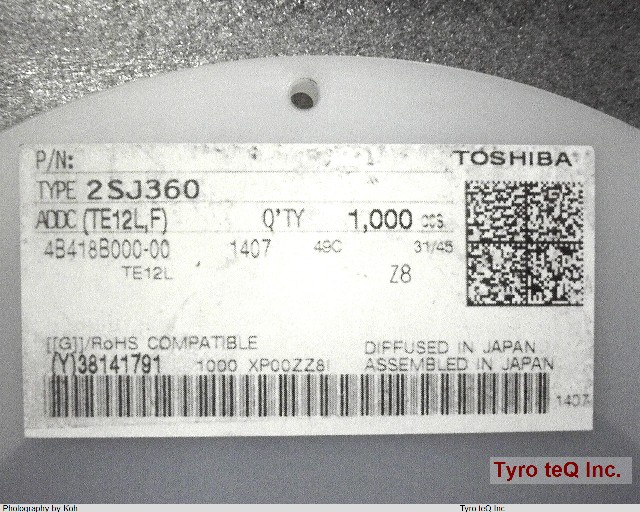 P/N:
TOSHIBA
TYPE 2SJ360
ADDC (TE12L,F) Q'TY 1,000 pcs.
4B418B000-00 1407 49C 31/45
TE12L Z8
[[G]]/RoHS COMPATIBLE DIFFUSED IN JAPAN
(Y)38141791 1000 XP00ZZ8! ASSEMBLED IN JAPAN
1407
Tyro teQ Inc.
Photography by Koh Tyro teQ Inc